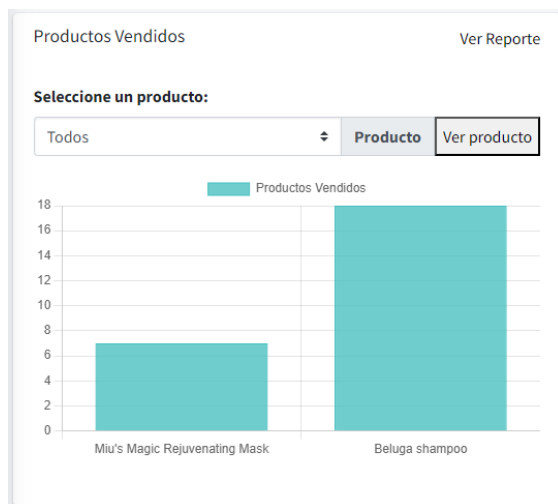 Productos Vendidos
Ver Reporte
Seleccione un producto:
Todos
Producto
Ver producto
Productos Vendidos
18
16
14
12
10
8
6
4
2
0
Miu's Magic Rejuvenating Mask
Beluga shampoo